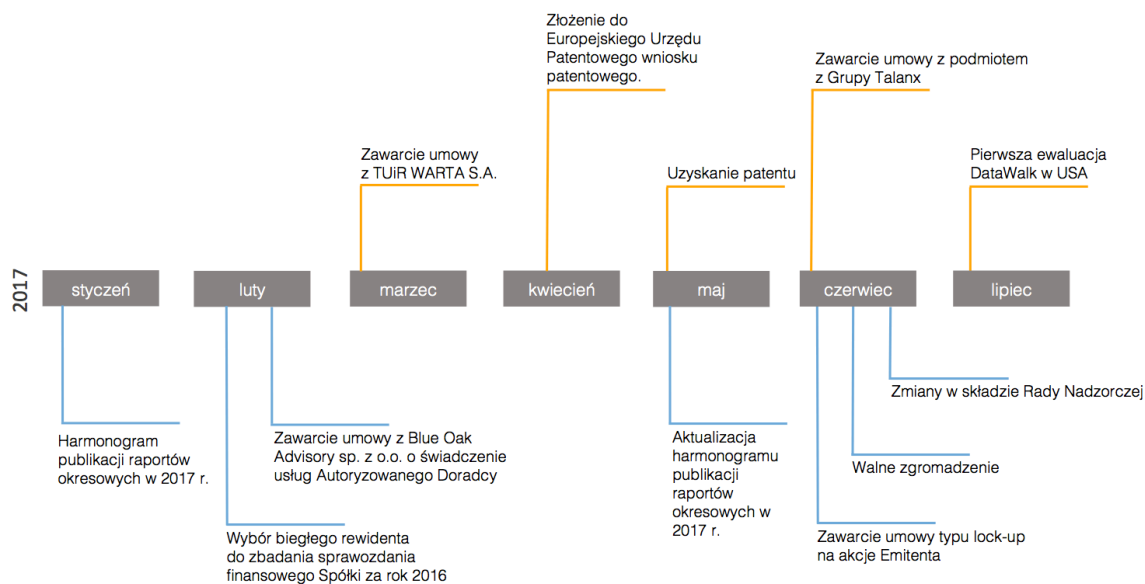 Złożenie do
Europejskiego Urzędu
Patentowego wniosku
patentowego.
Zawarcie umowy z podmiotem
z Grupy Talanx
Zawarcie umowy
z TUiR WARTA S.A.
Uzyskanie patentu
Pierwsza ewaluacja
DataWalk w USA
2017
styczeń
luty
marzec
kwiecień
maj
czerwiec
lipiec
Harmonogram
publikacji raportów
okresowych w 2017 r.
Wybór biegłego rewidenta
do zbadania sprawozdania
finansowego Spółki za rok 2016
Zawarcie umowy z Blue Oak
Advisory sp. z o.o. o świadczenie
usług Autoryzowanego Doradcy
Aktualizacja
harmonogramu
publikacji
raportów
okresowych w
2017 r.
Zmiany w składzie Rady Nadzorczej
Walne zgromadzenie
Zawarcie umowy typu lock-up
na akcje Emitenta